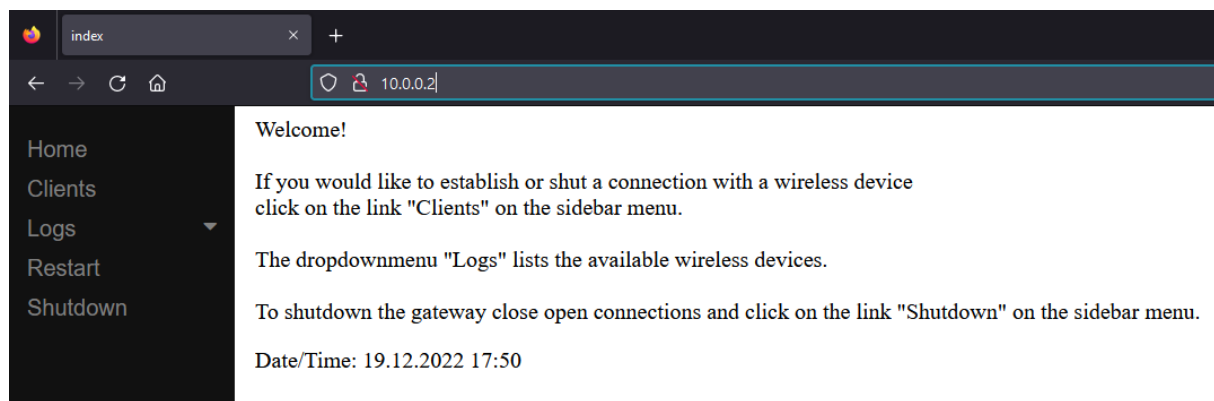 index
10.0.0.2
Home
Clients
Logs
Restart
Shutdown
Welcome!
If you would like to establish or shut a connection with a wireless device
click on the link "Clients" on the sidebar menu.
The dropdownmenu "Logs" lists the available wireless devices.
To shutdown the gateway close open connections and click on the link "Shutdown" on the sidebar menu.
Date/Time: 19.12.2022 17:50